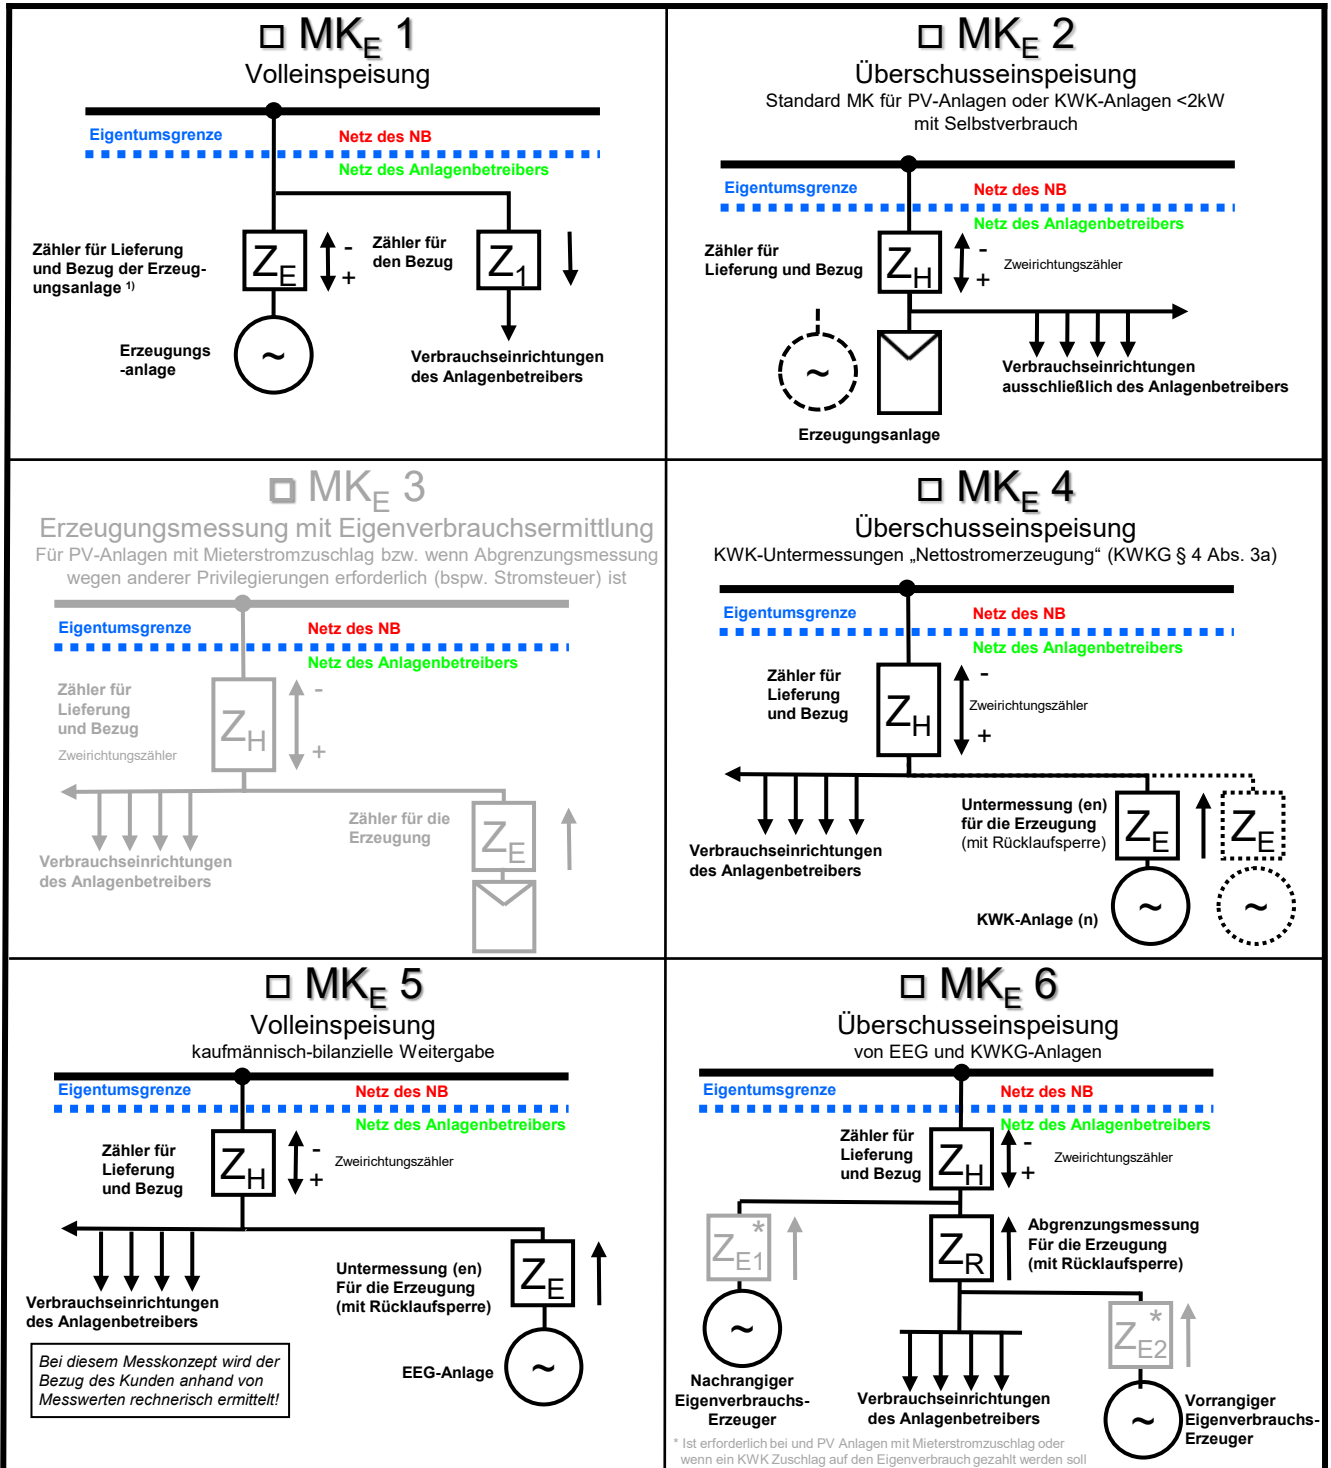 □ MKE 1
Volleinspeisung
Eigentumsgrenze
Netz des NB
Netz des Anlagenbetreibers
Zähler für Lieferung
und Bezug der Erzeug-
ungsanlage 1)
ZE
-
+
Zähler für
den Bezug
Z1
Erzeugungs
-anlage
~
Verbrauchseinrichtungen
des Anlagenbetreibers
□ MKE 2
Überschusseinspeisung
Standard MK für PV-Anlagen oder KWK-Anlagen <2kW
mit Selbstverbrauch
Eigentumsgrenze
Netz des NB
Netz des Anlagenbetreibers
Zähler für
Lieferung und Bezug
ZH
-
+
Zweirichtungszähler
~
Verbrauchseinrichtungen
ausschließlich des Anlagenbetreibers
Erzeugungsanlage
□ MKE 3
Erzeugungsmessung mit Eigenverbrauchsermittlung
Für PV-Anlagen mit Mieterstromzuschlag bzw. wenn Abgrenzungsmessung
wegen anderer Privilegierungen erforderlich (bspw. Stromsteuer) ist
Eigentumsgrenze
Netz des NB
Netz des Anlagenbetreibers
Zähler für
Lieferung
und Bezug
Zweirichtungszähler
ZH
-
+
Zähler für die
Erzeugung
ZE
Verbrauchseinrichtungen
des Anlagenbetreibers
□ MKE 4
Überschusseinspeisung
KWK-Untermessungen „Nettostromerzeugung“ (KWKG § 4 Abs. 3a)
Eigentumsgrenze
Netz des NB
Netz des Anlagenbetreibers
Zähler für
Lieferung
und Bezug
ZH
-
+
Zweirichtungszähler
Untermessung (en)
für die Erzeugung
(mit Rücklaufsperre)
ZE
ZE
Verbrauchseinrichtungen
des Anlagenbetreibers
KWK-Anlage (n)
~
~
□ MKE 5
Volleinspeisung
kaufmännisch-bilanzielle Weitergabe
Eigentumsgrenze
Netz des NB
Netz des Anlagenbetreibers
Zähler für
Lieferung
und Bezug
ZH
-
+
Zweirichtungszähler
Untermessung (en)
Für die Erzeugung
(mit Rücklaufsperre)
ZE
Verbrauchseinrichtungen
des Anlagenbetreibers
Bei diesem Messkonzept wird der
Bezug des Kunden anhand von
Messwerten rechnerisch ermittelt!
EEG-Anlage
~
□ MKE 6
Überschusseinspeisung
von EEG und KWKG-Anlagen
Eigentumsgrenze
Netz des NB
Netz des Anlagenbetreibers
Zähler für
Lieferung
und Bezug
ZH
-
+
Zweirichtungszähler
ZE1*
ZR
Abgrenzungsmessung
Für die Erzeugung
(mit Rücklaufsperre)
~
ZE2*
Nachrangiger
Eigenverbrauchs-
Erzeuger
Verbrauchseinrichtungen
des Anlagenbetreibers
~
Vorrangiger
Eigenverbrauchs-
Erzeuger
* Ist erforderlich bei und PV Anlagen mit Mieterstromzuschlag oder
wenn ein KWK Zuschlag auf den Eigenverbrauch gezahlt werden soll